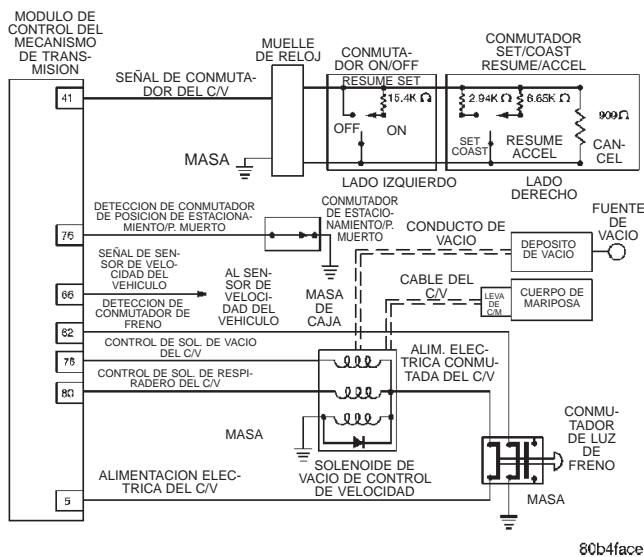 MODULO DE
CONTROL DEL
MECANISMO
DE TRANS-
MISION
MUELLE
DE RELOJ
CONMUTA-
DOR ON/OFF
RESUME SET
CONMUTADOR
SET/COAST
RESUME/ACCEL
SEÑAL DE CONMUTA-
DOR DEL C/V
41
15.4K Ω
2.94K Ω
6.65K Ω
909Ω
OFF
ON
SET
COAST
RESUME
ACCEL
CAN-
CEL
MASA
LADO IZQUIERDO
LADO
DERECHO
DETECCION DE CONMUTADOR
DE POSICION DE ESTACIONA-
MIENTO/P. MUERTO
76
CONMUTADOR
DE ESTACIO-
NAMIENTO/P.
MUERTO
CONDUCTO DE
VACIO
FUENTE
DE
VACIO
DEPOSITO
DE VACIO
SEÑAL DE SEN-
SOR DE VELO-
CIDAD DEL
VEHICULO
66
AL SENSOR
DE VELOCI-
DAD DEL
VEHICULO
MASA
DE
CAJA
CABLE DEL
C/V
LEVA
DE
C/M
CUERPO DE
MARIPOSA
DETECCION DE
CONMUTADOR DE
FRENO
62
CONTROL DE SOL. DE VACIO
DEL C/V
78
CONTROL DE SOL. DE RESPI-
RADERO DEL C/V
80
ALIM. ELEC-
TRICA CONMU-
TADA DEL C/V
MASA
SOLENOIDE DE
VACIO DE CONTROL
DE VELOCIDAD
CONMU-
TADOR
DE LUZ
DE
FRENO
ALIMENTACION ELEC-
TRICA DEL C/V
5
MASA
80b4face